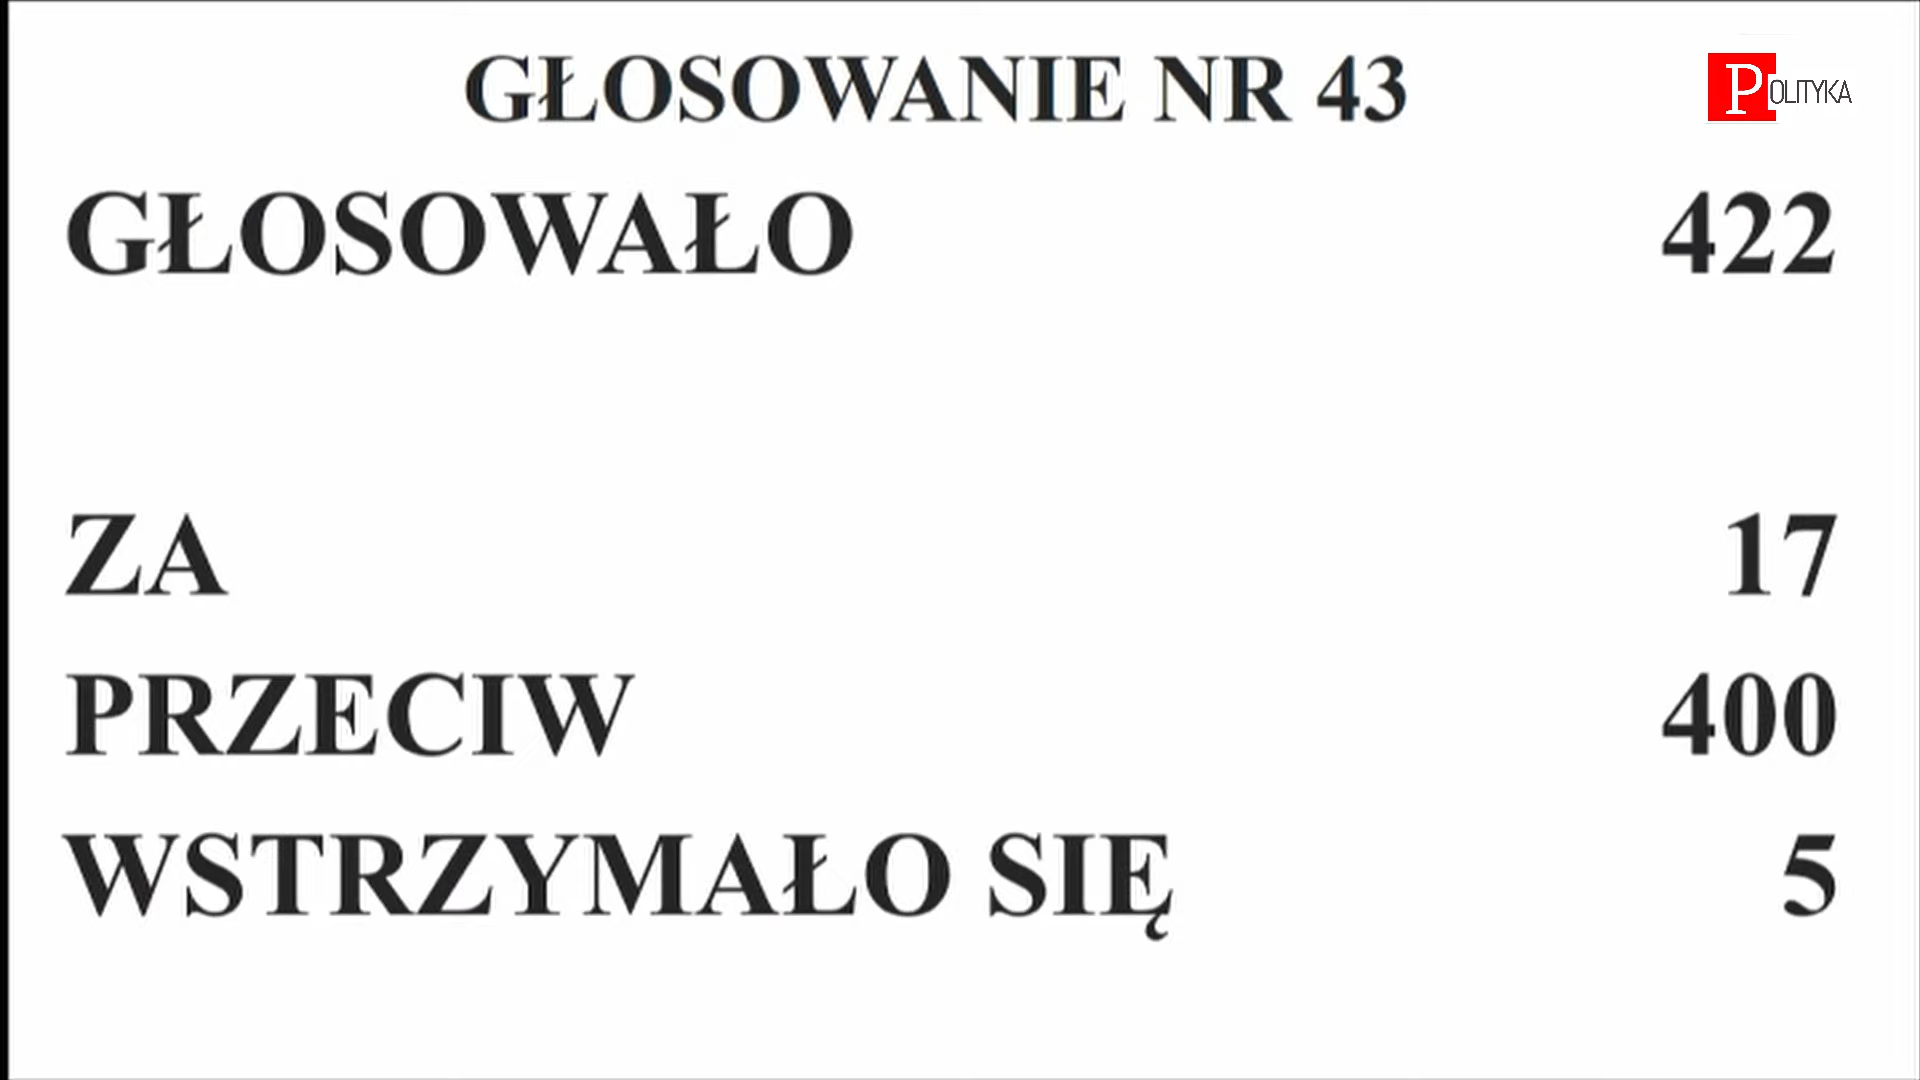 GŁOSOWANIE NR 43
POLITYKA
GŁOSOWAŁO 422
ZA 17
PRZECIW 400
WSTRZYMAŁO SIĘ 5